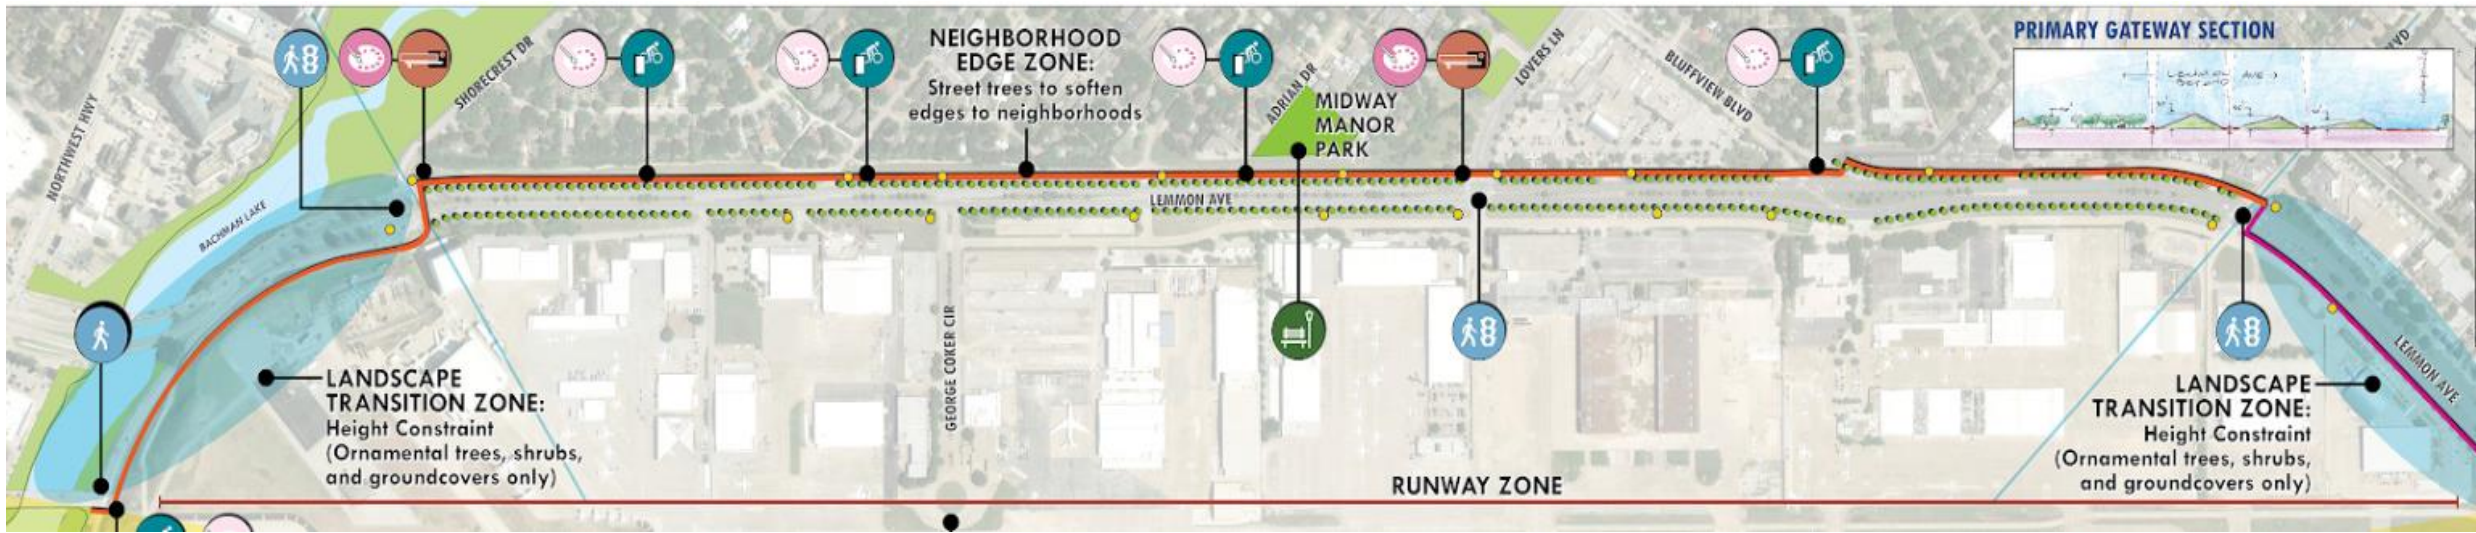 NORTHWEST HWY
BACHMAN LAKE
SHORECREST DR
NEIGHBORHOOD
EDGE ZONE:
Street trees to soften
edges to neighborhoods
ADRIAN DR
MIDWAY
MANOR
PARK
LOVERS LN
BLUFFVIEW BLVD
PRIMARY GATEWAY SECTION
VD
LEMMON AVE
GEORGE COKER CIR
LANDSCAPE
TRANSITION ZONE:
Height Constraint
(Ornamental trees, shrubs,
and groundcovers only)
RUNWAY ZONE
LEMMON AVE
LANDSCAPE
TRANSITION ZONE:
Height Constraint
(Ornamental trees, shrubs,
and groundcovers only)